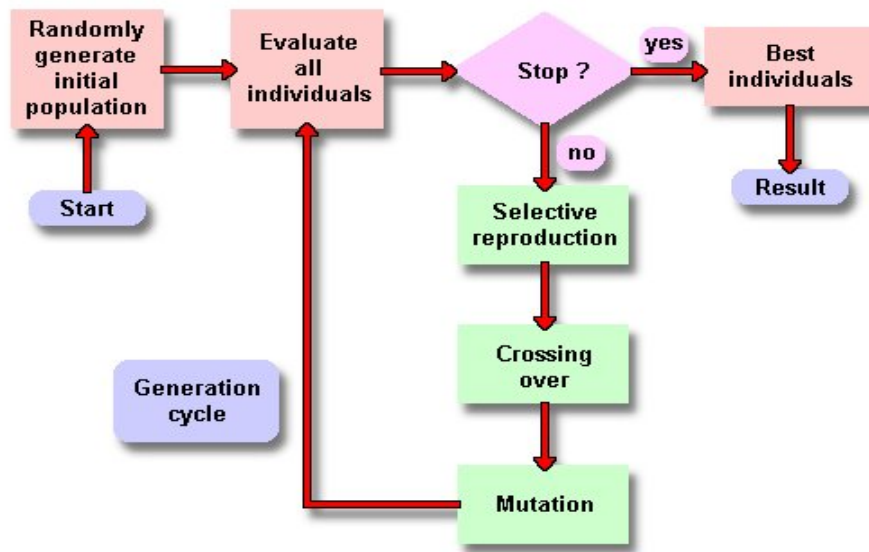 Randomly
generate
initial
population
Evaluate
all
individuals
Stop ?
yes
Best
individuals
no
Start
Result
Selective
reproduction
Crossing
over
Generation
cycle
Mutation